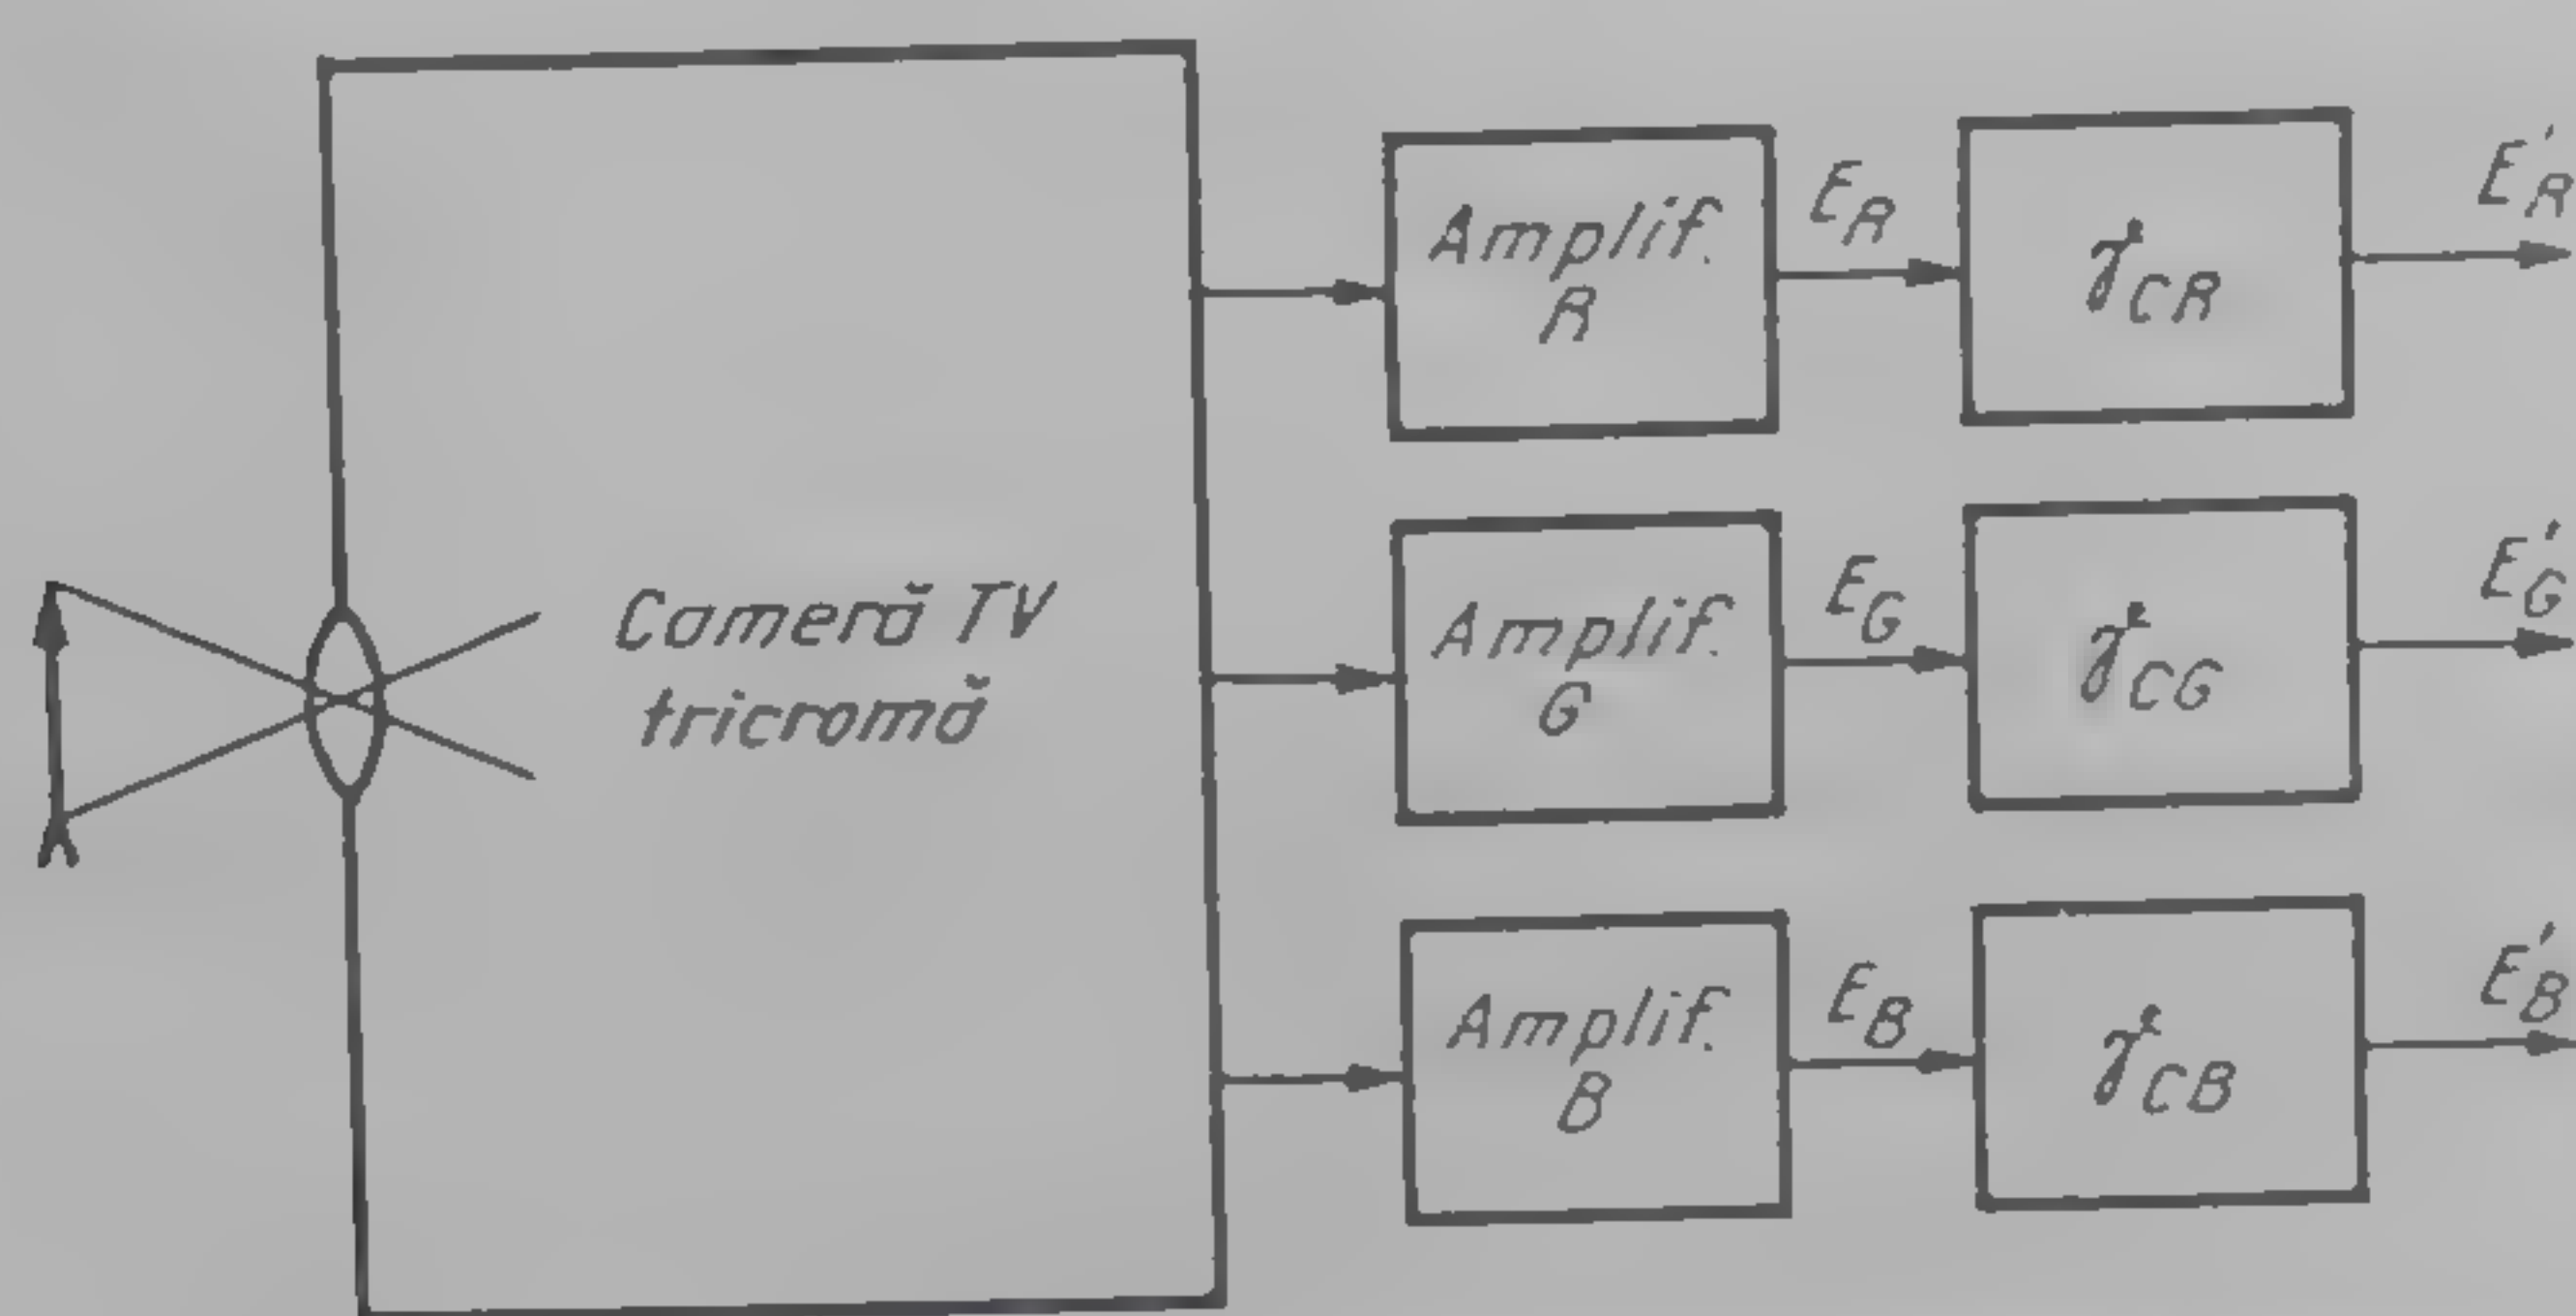 Cameră TV
tricromă
Amplif.
R
E_R
γ_CR
E'_R
Amplif.
G
E_G
γ_CG
E'_G
Amplif.
B
E_B
γ_CB
E'_B